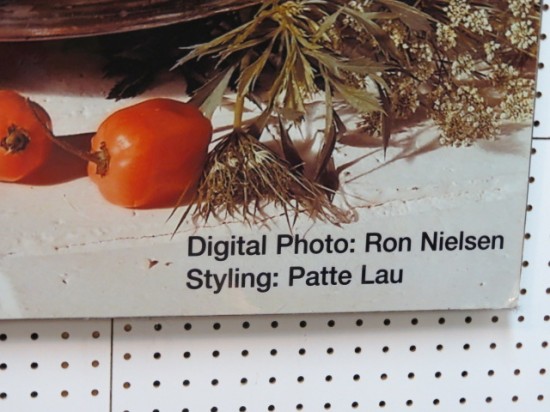 Digital Photo: Ron Nielsen
Styling: Patte Lau